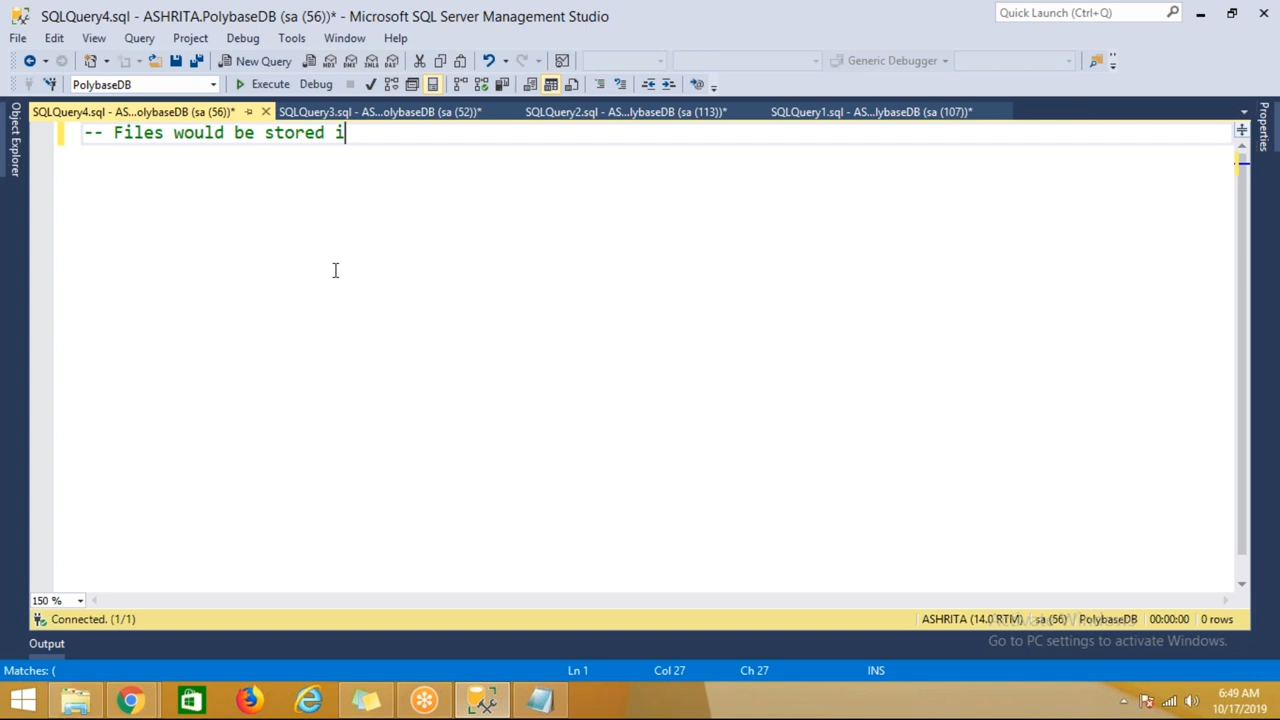 SQLQuery4.sql - ASHRITA.PolybaseDB (sa (56))* - Microsoft SQL Server Management Studio
Quick Launch (Ctrl+Q)
File Edit View Query Project Debug Tools Window Help
New Query
Generic Debugger
PolybaseDB
Execute Debug
SQLQuery4.sql - AS...olybaseDB (sa (56))*
SQLQuery3.sql - AS...olybaseDB (sa (52))*
SQLQuery2.sql - AS...lybaseDB (sa (113))*
SQLQuery1.sql - AS...lybaseDB (sa (107))*
Object Explorer
Properties
-- Files would be stored i
150 %
Connected. (1/1)
ASHRITA (14.0 RTM) sa (56) PolybaseDB 00:00:00 0 rows
Activate Windows
Go to PC settings to activate Windows.
Output
Matches: (
Ln 1
Col 27
Ch 27
INS
6:49 AM
10/17/2019